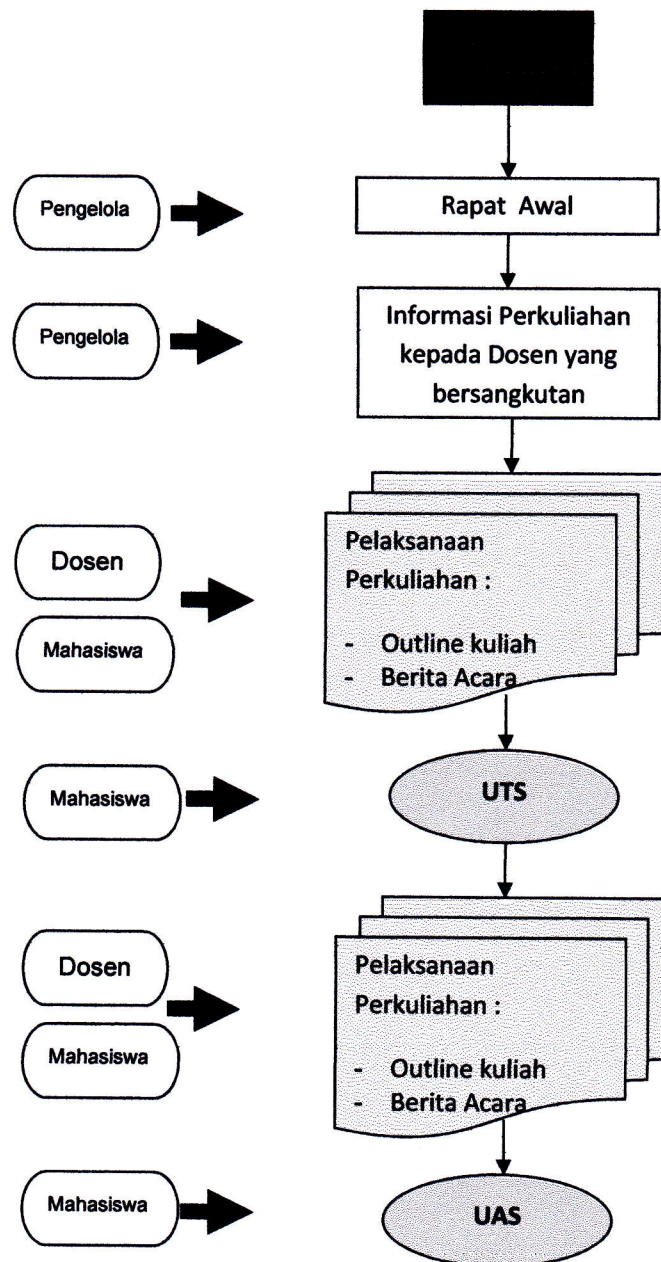 Pengelola
Rapat Awal
Pengelola
Informasi Perkuliahan
kepada Dosen yang
bersangkutan
Dosen
Mahasiswa
Pelaksanaan
Perkuliahan :
- Outline kuliah
- Berita Acara
Mahasiswa
UTS
Dosen
Mahasiswa
Pelaksanaan
Perkuliahan :
- Outline kuliah
- Berita Acara
Mahasiswa
UAS